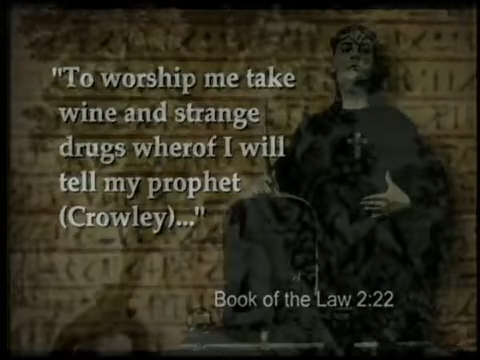 "To worship me take
wine and strange
drugs wherof I will
tell my prophet
(Crowley)..."
Book of the Law 2:22